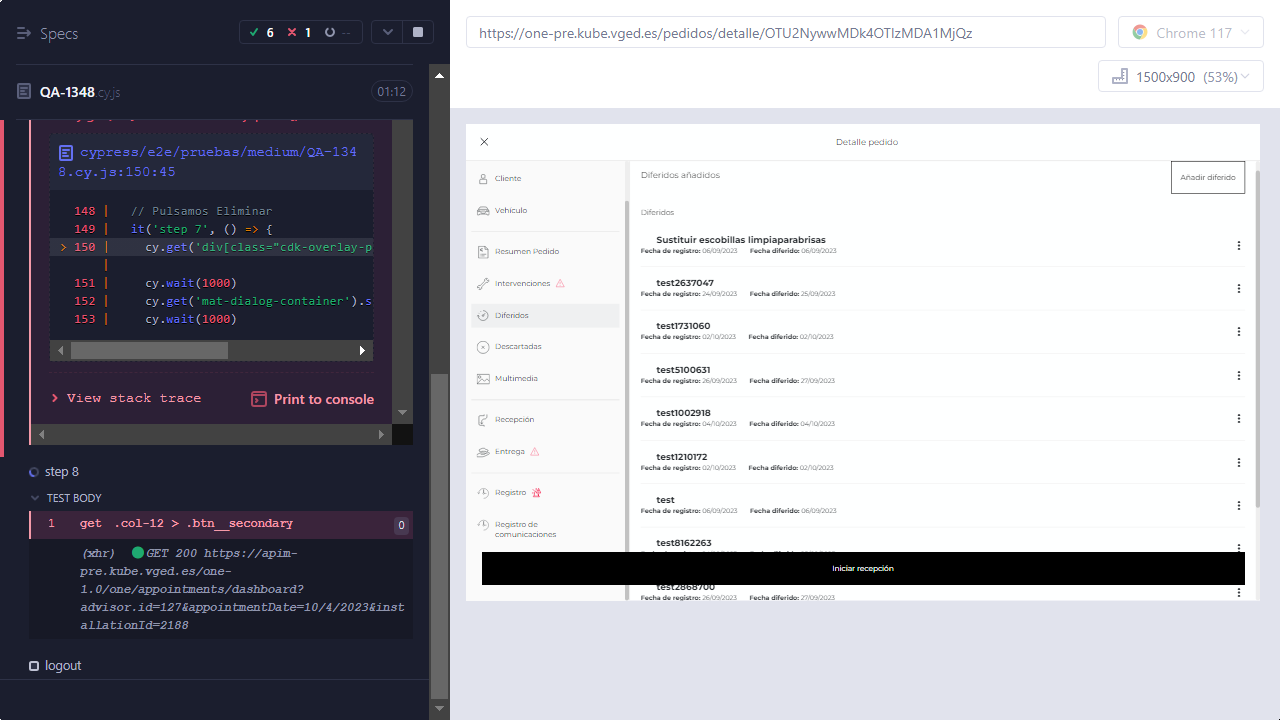 Specs
6
1
--
QA-1348 cy.js
01:12
cypress/e2e/pruebas/medium/QA-134
8.cy.js:150:45
148 | // Pulsamos Eliminar
149 | it('step 7', () => {
> 150 | cy.get('div[class="cdk-overlay-p
|
151 | cy.wait(1000)
152 | cy.get('mat-dialog-container').s
153 | cy.wait(1000)
View stack trace
Print to console
step 8
TEST BODY
1 get .col-12 > .btn__secondary 0
(xhr) GET 200 https://apim-
pre.kube.vged.es/one-
1.0/one/appointments/dashboard?
advisor.id=127&appointmentDate=10/4/2023&inst
allationId=2188
logout
https://one-pre.kube.vged.es/pedidos/detalle/OTU2NywwMDk4OTIzMDA1MjQz
Chrome 117
1500x900 (53%)
Detalle pedido
Cliente
Vehículo
Resumen Pedido
Intervenciones
Diferidos
Descartadas
Multimedia
Recepción
Entrega
Registro
Registro de
comunicaciones
Diferidos añadidos
Añadir diferido
Diferidos
Sustituir escobillas limpiaparabrisas
Fecha de registro: 06/09/2023 Fecha diferido: 06/09/2023
test2637047
Fecha de registro: 24/09/2023 Fecha diferido: 25/09/2023
test1731060
Fecha de registro: 02/10/2023 Fecha diferido: 02/10/2023
test5100631
Fecha de registro: 26/09/2023 Fecha diferido: 27/09/2023
test1002918
Fecha de registro: 04/10/2023 Fecha diferido: 04/10/2023
test1210172
Fecha de registro: 02/10/2023 Fecha diferido: 02/10/2023
test
Fecha de registro: 06/09/2023 Fecha diferido: 06/09/2023
test8162263
Iniciar recepción
test2868700
Fecha de registro: 26/09/2023 Fecha diferido: 27/09/2023